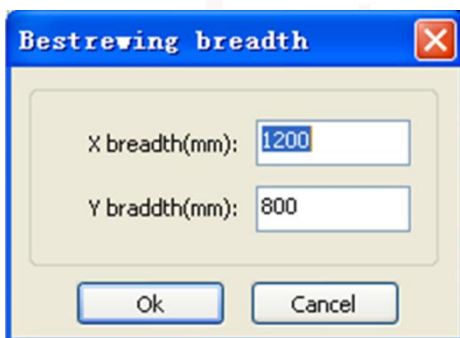 Bestrewing breadth
X breadth(mm): 1200
Y braddth(mm): 800
Ok Cancel